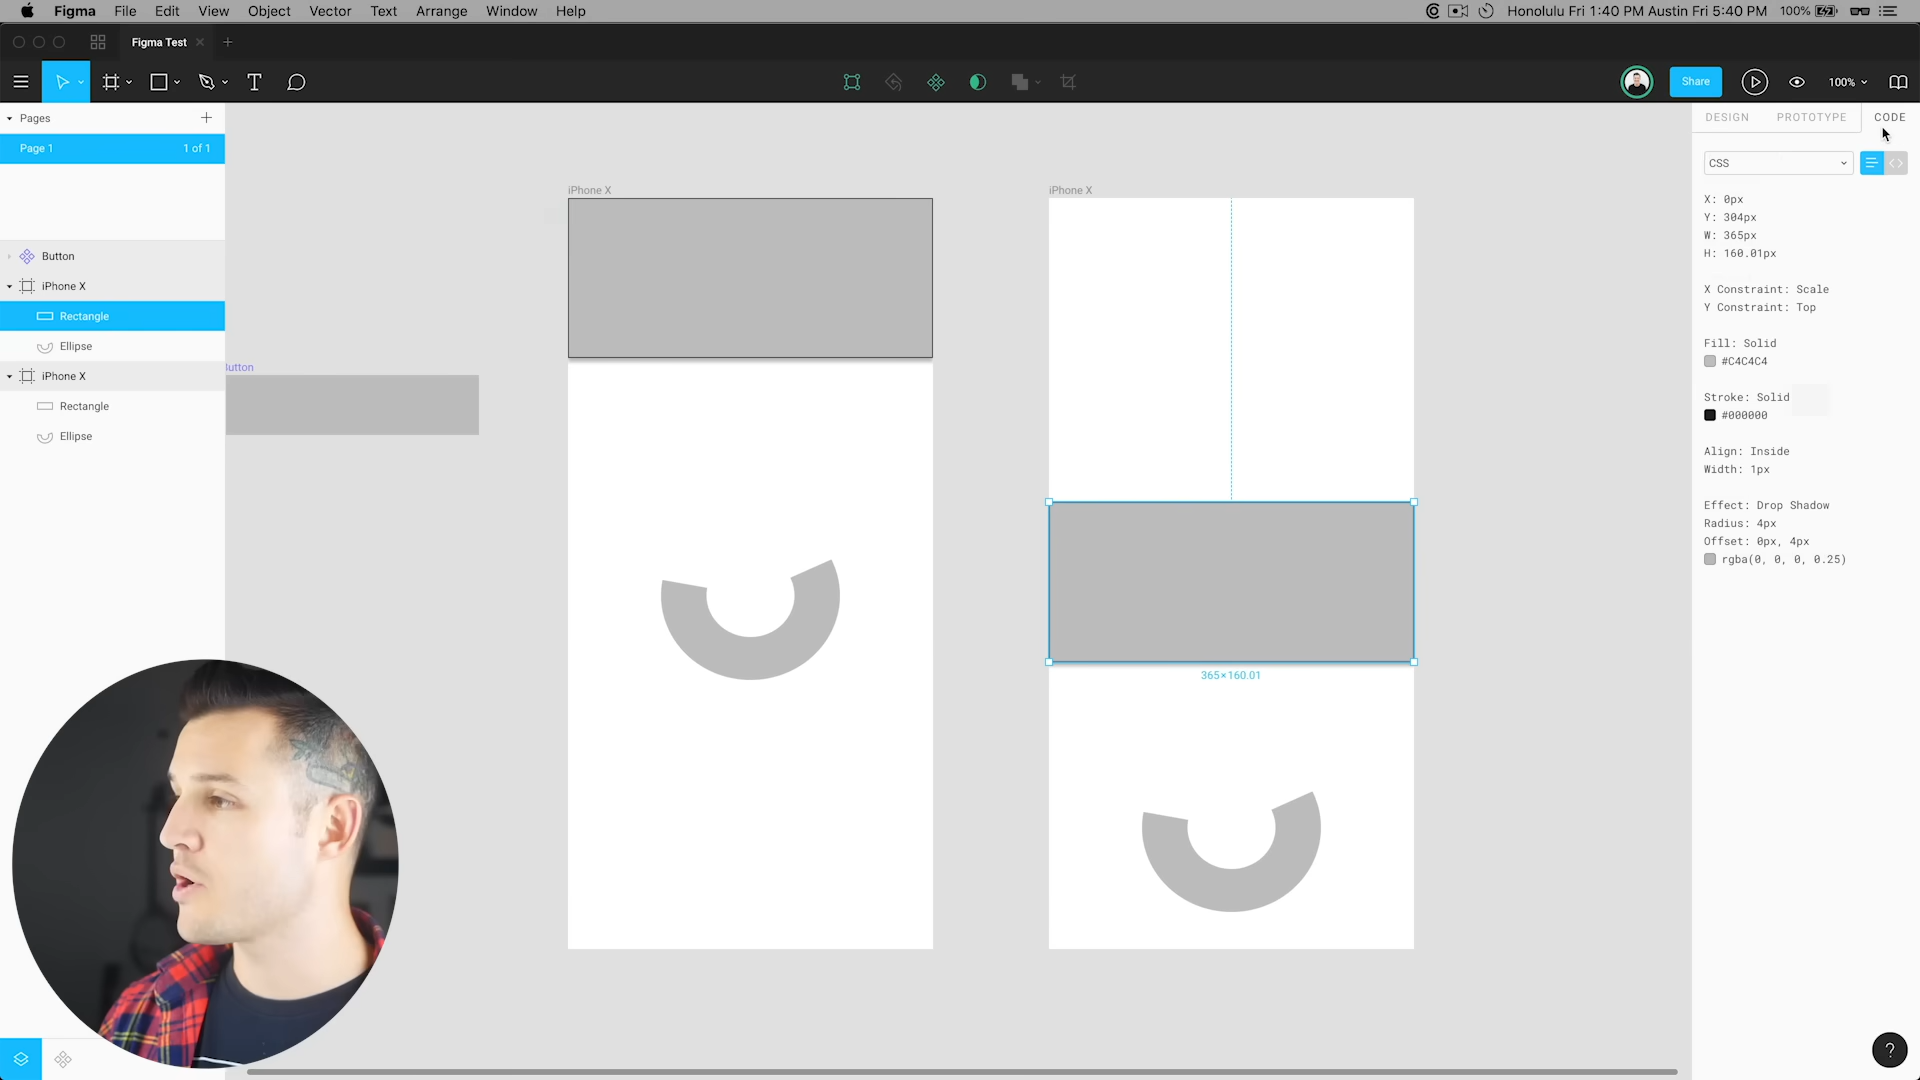 Figma File Edit View Object Vector Text Arrange Window Help
Honolulu Fri 1:40 PM Austin Fri 5:40 PM 100%
Figma Test
Share
100%
Pages
Page 1 1 of 1
Button
iPhone X
Rectangle
Ellipse
iPhone X
Rectangle
Ellipse
utton
iPhone X
iPhone X
365×160.01
DESIGN PROTOTYPE CODE
CSS
X: 0px
Y: 304px
W: 365px
H: 160.01px
X Constraint: Scale
Y Constraint: Top
Fill: Solid
#C4C4C4
Stroke: Solid
#000000
Align: Inside
Width: 1px
Effect: Drop Shadow
Radius: 4px
Offset: 0px, 4px
rgba(0, 0, 0, 0.25)
?